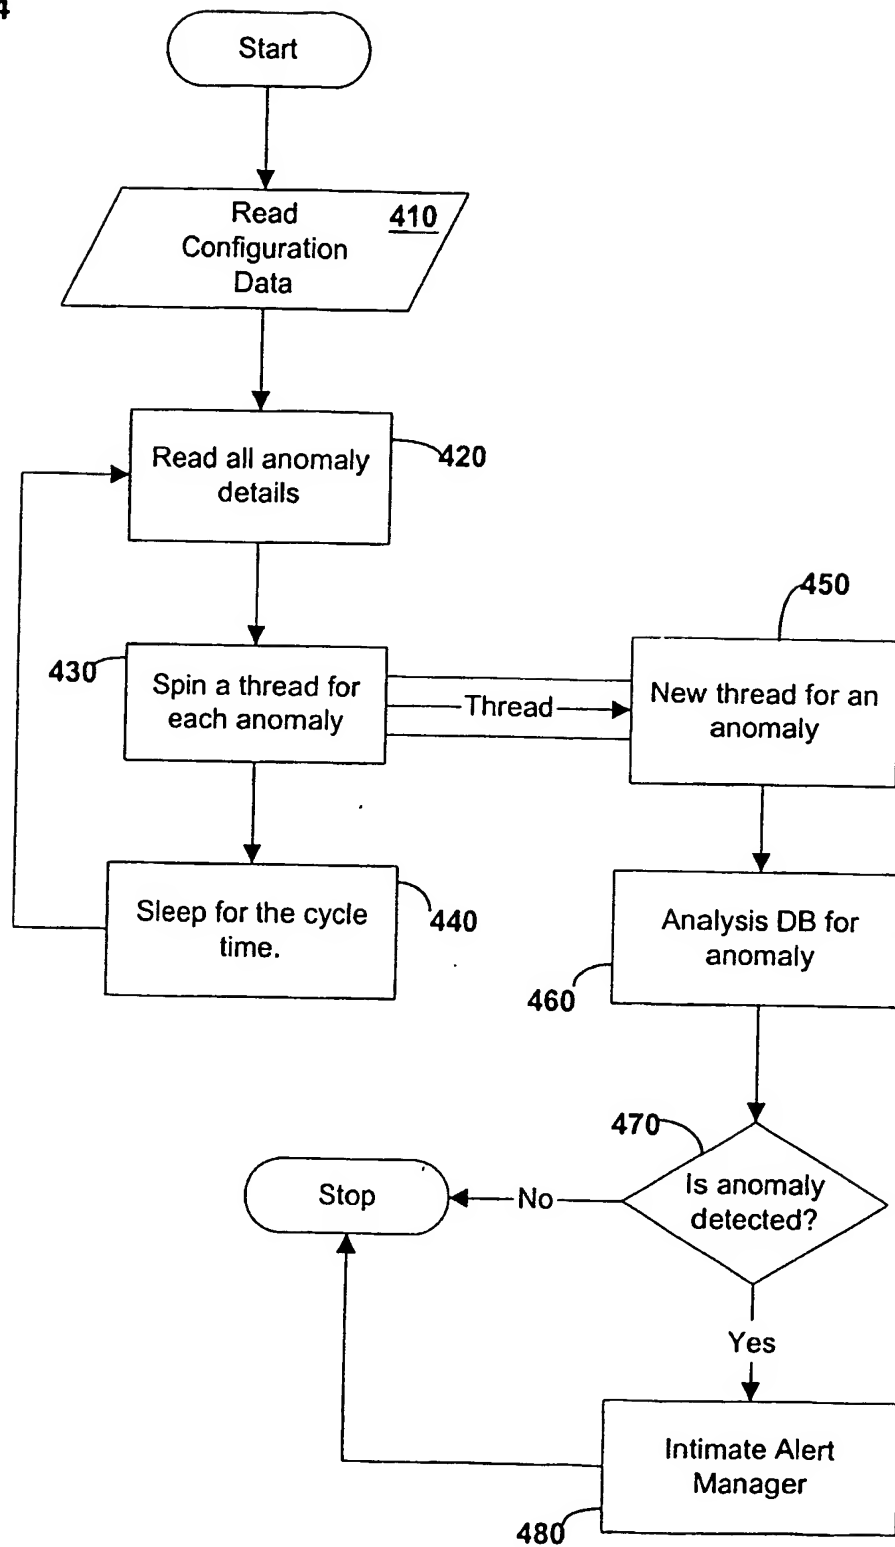 4
Start
Read
Configuration
Data
410
Read all anomaly
details
420
450
430
Spin a thread for
each anomaly
Thread
New thread for an
anomaly
Sleep for the cycle
time.
440
Analysis DB for
anomaly
460
470
Is anomaly
detected?
No
Stop
Yes
Intimate Alert
Manager
480